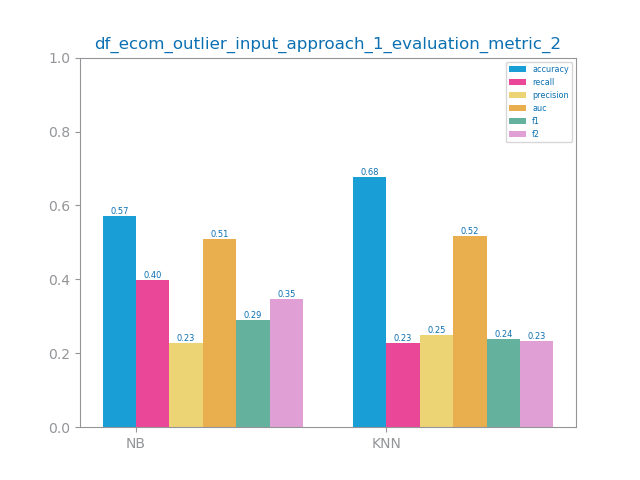 df_ecom_outlier_input_approach_1_evaluation_metric_2
1.0
0.8
0.6
0.4
0.2
0.0
accuracy
recall
precision
auc
f1
f2
0.57
0.40
0.23
0.51
0.29
0.35
0.68
0.23
0.25
0.52
0.24
0.23
NB
KNN